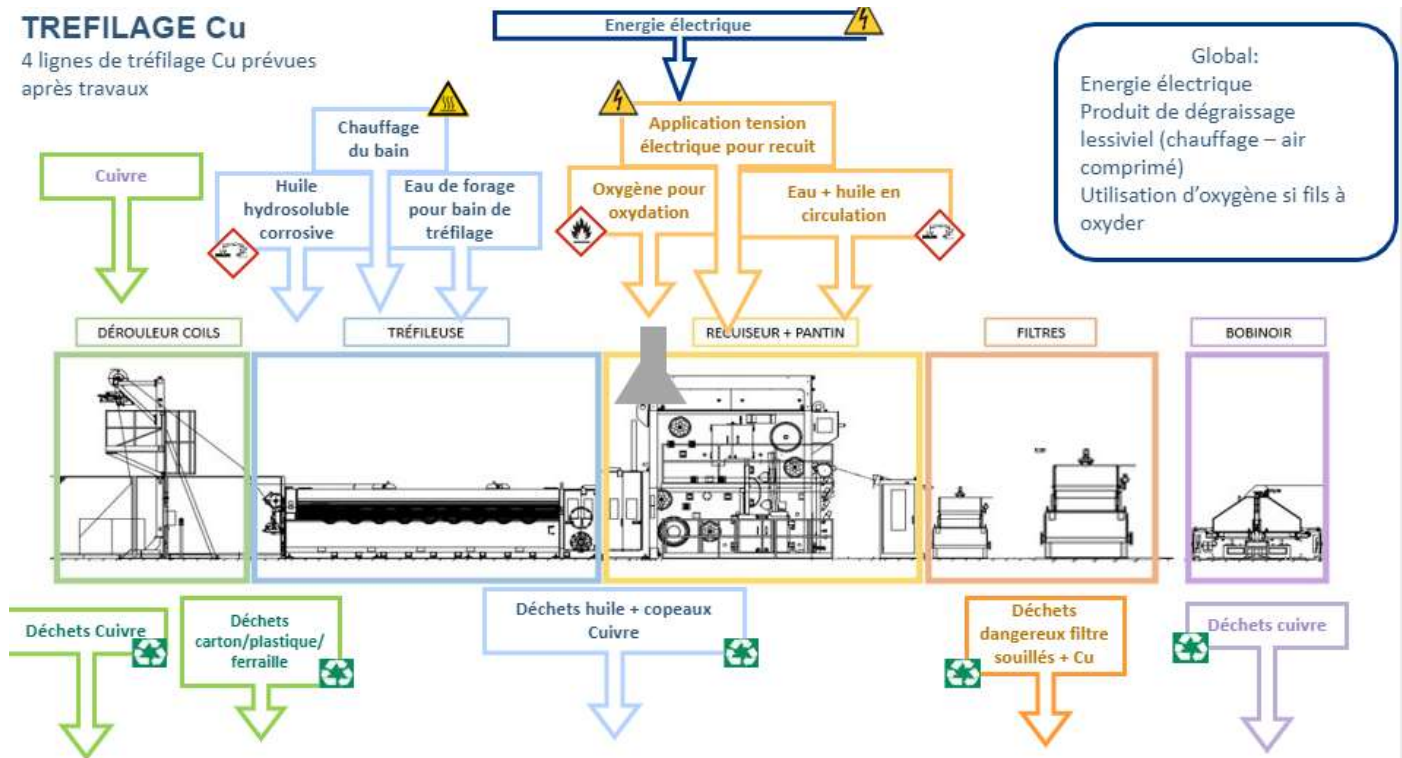 TREFILAGE Cu
4 lignes de tréfilage Cu prévues
après travaux
Energie électrique
Global:
Energie électrique
Produit de dégraissage
lessiviel (chauffage – air
comprimé)
Utilisation d’oxygène si fils à
oxyder
Cuivre
Chauffage
du bain
Huile
hydrosoluble
corrosive
Eau de forage
pour bain de
tréfilage
Application tension
électrique pour recuit
Oxygène pour
oxydation
Eau + huile en
circulation
DÉROULEUR COILS
TRÉFILEUSE
RECUISEUR + PANTIN
FILTRES
BOBINOIR
Déchets Cuivre
Déchets
carton/plastique/
ferraille
Déchets huile + copeaux
Cuivre
Déchets
dangereux filtre
souillés + Cu
Déchets cuivre